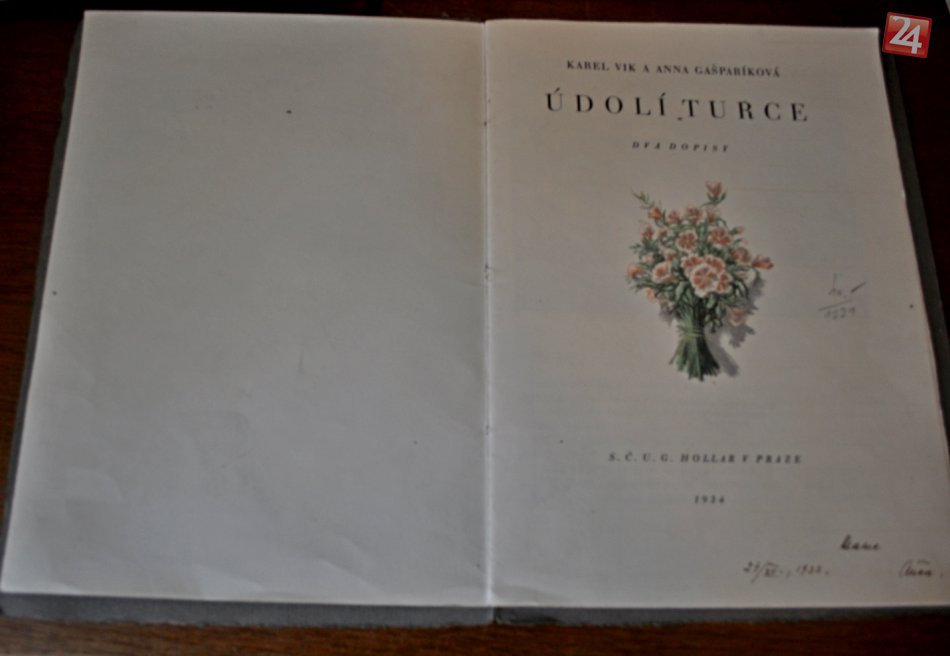 24
KAREL VIK A ANNA GAŠPARÍKOVÁ
ÚDOLÍ TURCE
DVA DOPISY
S. Č. U. G. HOLLAR V PRAZE
1934